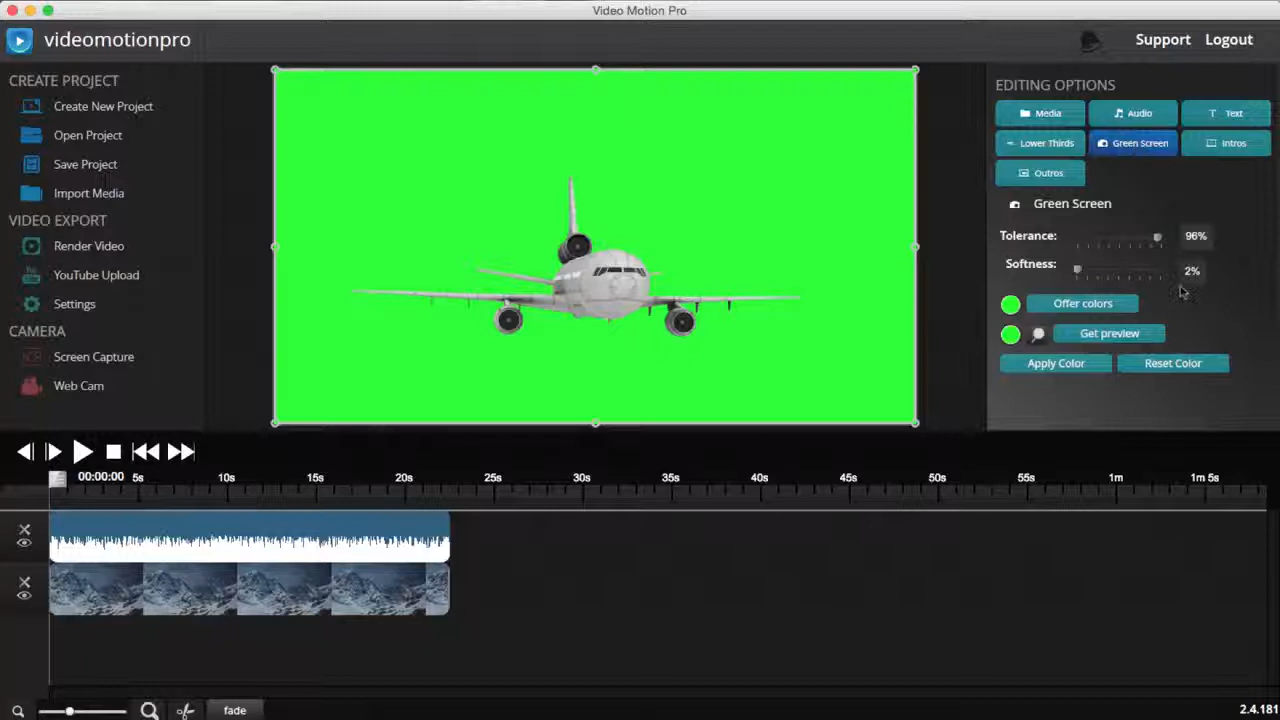 Video Motion Pro
videomotionpro
Support Logout
CREATE PROJECT
Create New Project
Open Project
Save Project
Import Media
VIDEO EXPORT
Render Video
YouTube Upload
Settings
CAMERA
Screen Capture
Web Cam
EDITING OPTIONS
Media Audio Text
Lower Thirds Green Screen Intros
Outros
Green Screen
Tolerance: 96%
Softness: 2%
Offer colors
Get preview
Apply Color Reset Color
00:00:00 5s 10s 15s 20s 25s 30s 35s 40s 45s 50s 55s 1m 1m 5s
fade
2.4.181